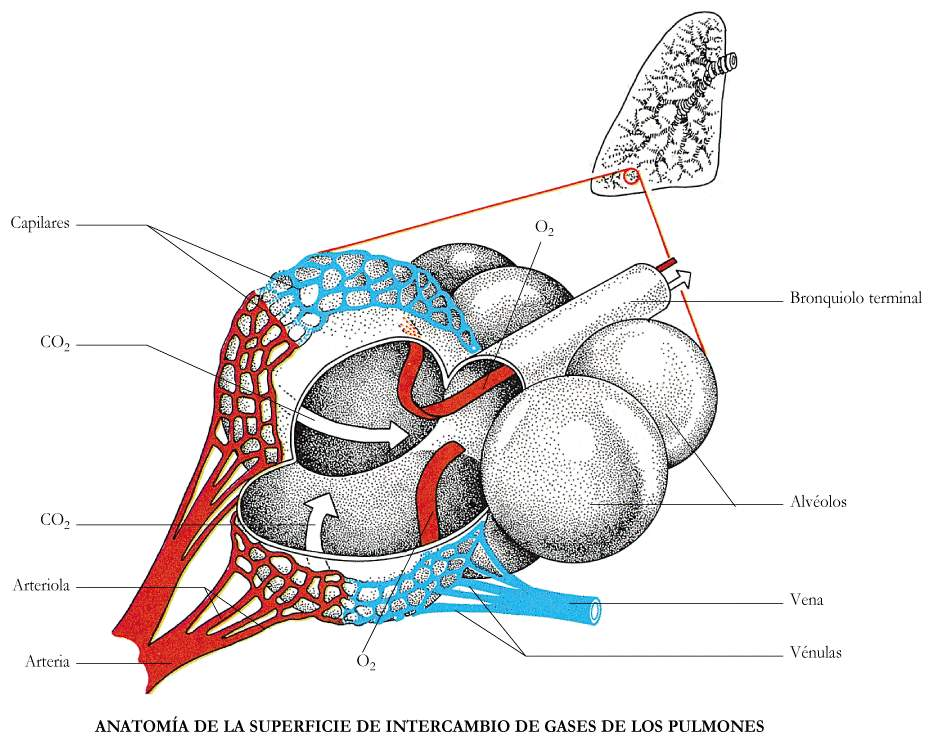 O₂
Capilares
Bronquiolo terminal
CO₂
Alvéolos
CO₂
Arteriola
Vena
Vénulas
Arteria
O₂
ANATOMÍA DE LA SUPERFICIE DE INTERCAMBIO DE GASES DE LOS PULMONES